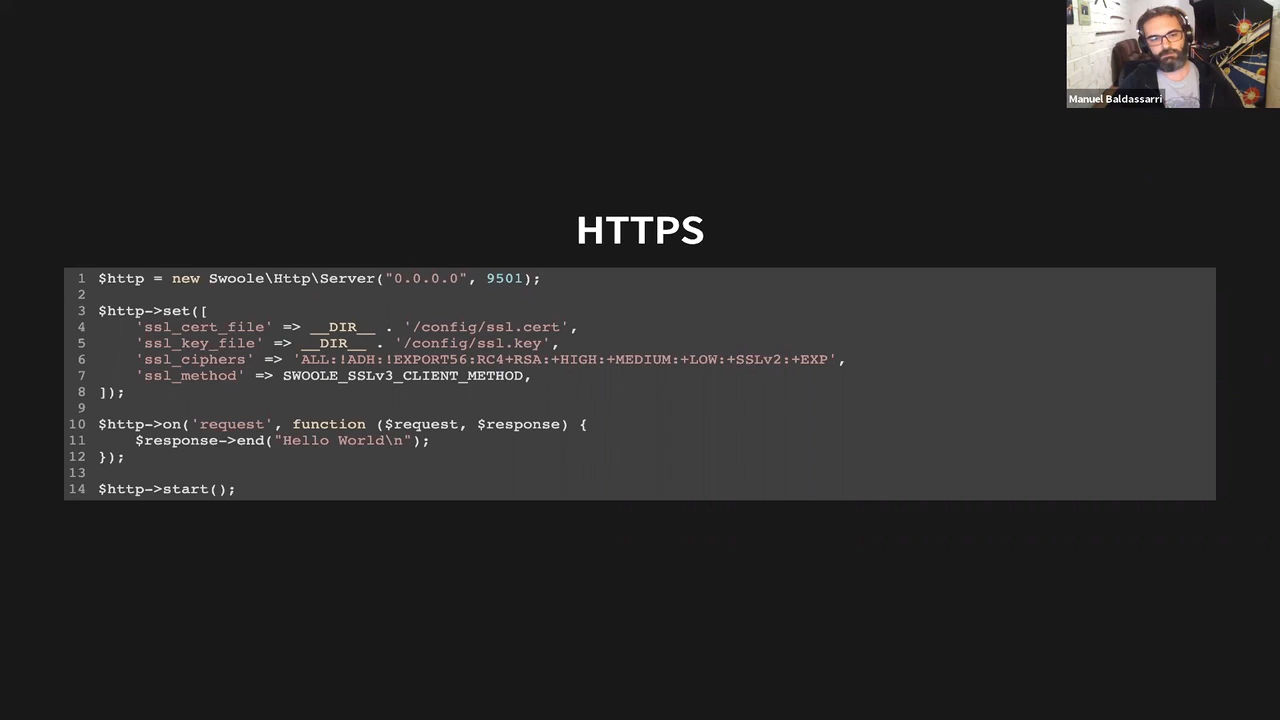 Manuel Baldassarri
HTTPS
1 $http = new Swoole\Http\Server("0.0.0.0", 9501);
2
3 $http->set([
4     'ssl_cert_file' => __DIR__ . '/config/ssl.cert',
5     'ssl_key_file' => __DIR__ . '/config/ssl.key',
6     'ssl_ciphers' => 'ALL:!ADH:!EXPORT56:RC4+RSA:+HIGH:+MEDIUM:+LOW:+SSLv2:+EXP',
7     'ssl_method' => SWOOLE_SSLv3_CLIENT_METHOD,
8 ]);
9
10 $http->on('request', function ($request, $response) {
11     $response->end("Hello World\n");
12 });
13
14 $http->start();